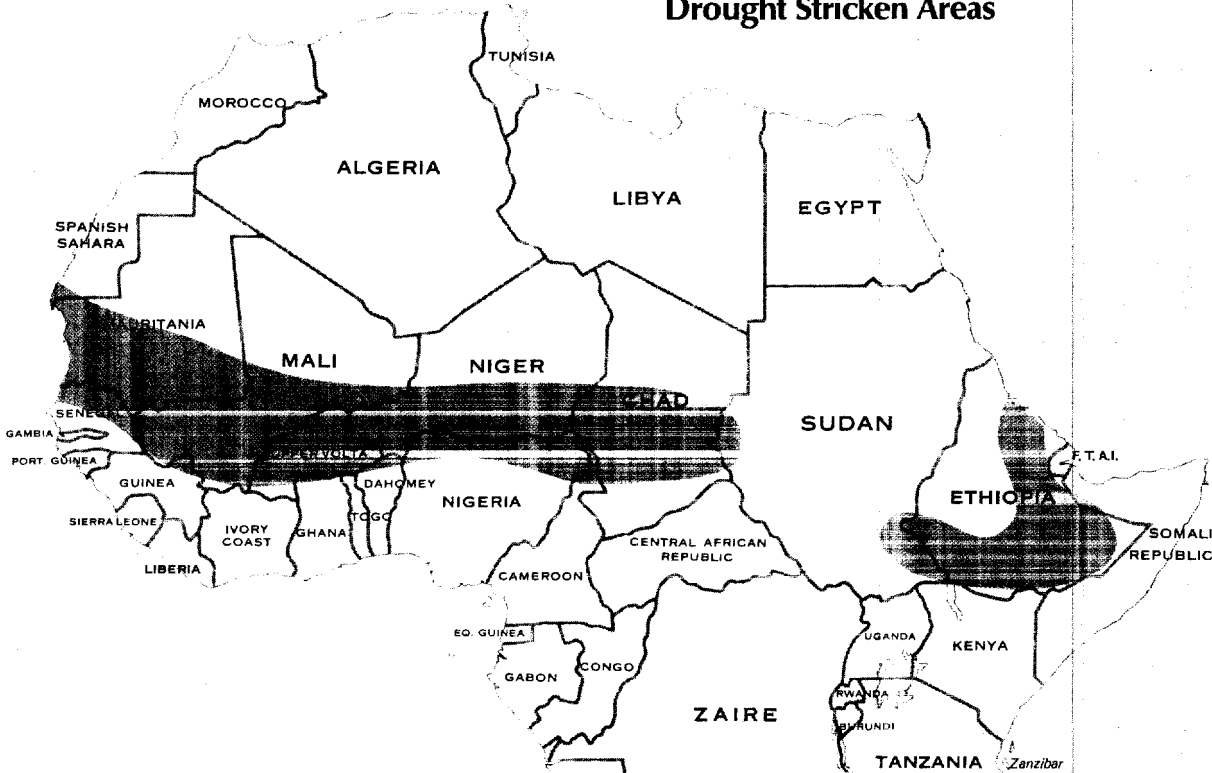 Drought Stricken Areas
TUNISIA
MOROCCO
ALGERIA
LIBYA
EGYPT
SPANISH
SAHARA
MAURITANIA
MALI
NIGER
CHAD
SUDAN
SENEGAL
GAMBIA
PORT. GUINEA
GUINEA
SIERRA LEONE
LIBERIA
IVORY
COAST
UPPER VOLTA
GHANA
TOGO
DAHOMEY
NIGERIA
CAMEROON
CENTRAL AFRICAN
REPUBLIC
F.T.A.I.
ETHIOPIA
SOMALI
REPUBLIC
EQ. GUINEA
GABON
CONGO
ZAIRE
UGANDA
KENYA
RWANDA
BURUNDI
TANZANIA
Zanzibar